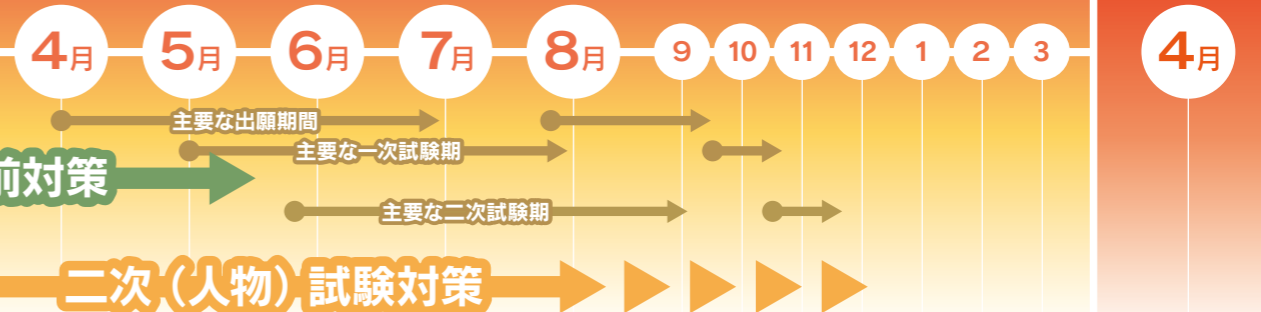 4月 5月 6月 7月 8月 9 10 11 12 1 2 3 4月
主要な出願期間
主要な一次試験期
前対策
主要な二次試験期
二次(人物)試験対策